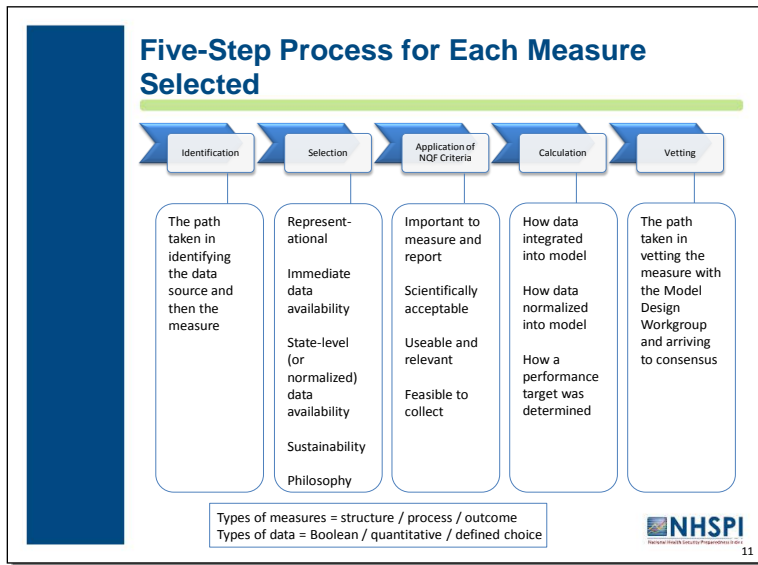 Five-Step Process for Each Measure
Selected
Identification
Selection
Application of
NQF Criteria
Calculation
Vetting
The path
taken in
identifying
the data
source and
then the
measure
Represent-
ational
Immediate
data
availability
State-level
(or
normalized)
data
availability
Sustainability
Philosophy
Important to
measure and
report
Scientifically
acceptable
Useable and
relevant
Feasible to
collect
How data
integrated
into model
How data
normalized
into model
How a
performance
target was
determined
The path
taken in
vetting the
measure with
the Model
Design
Workgroup
and arriving
to consensus
Types of measures = structure / process / outcome
Types of data = Boolean / quantitative / defined choice
NHSPI
National Health Security Preparedness Index
11